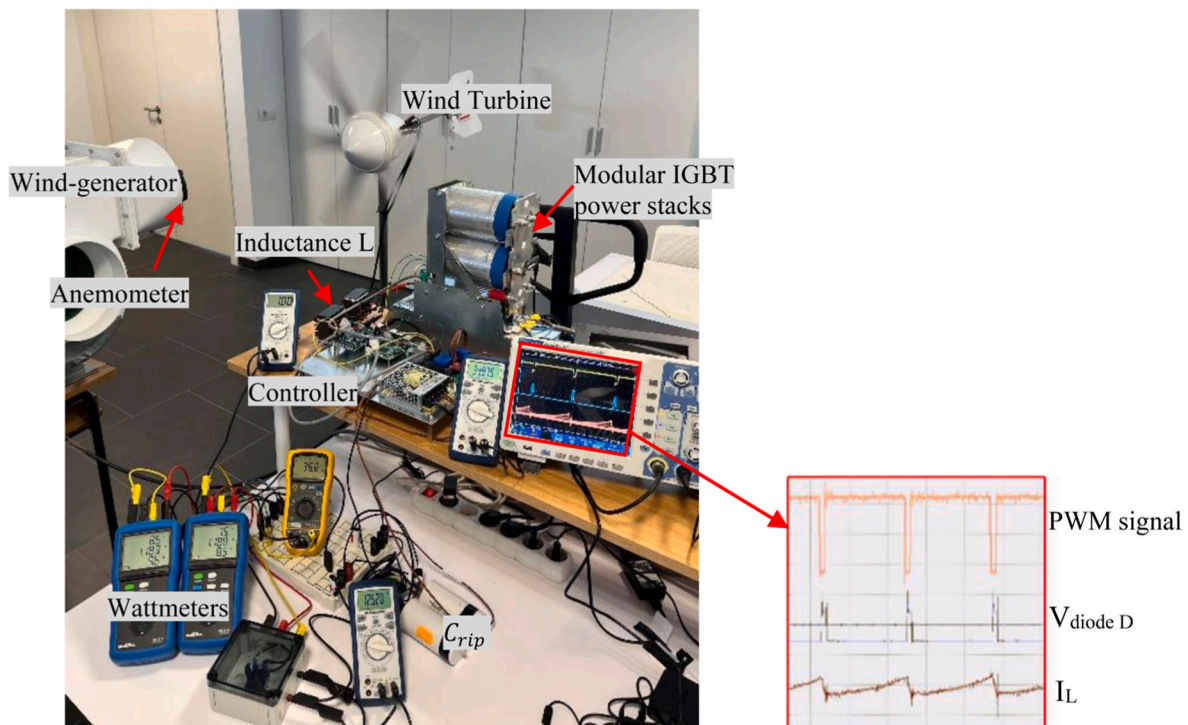 Wind Turbine
Modular IGBT
power stacks
Wind-generator
Inductance L
Anemometer
Controller
Wattmeters
C_rip
PWM signal
V_diode D
I_L